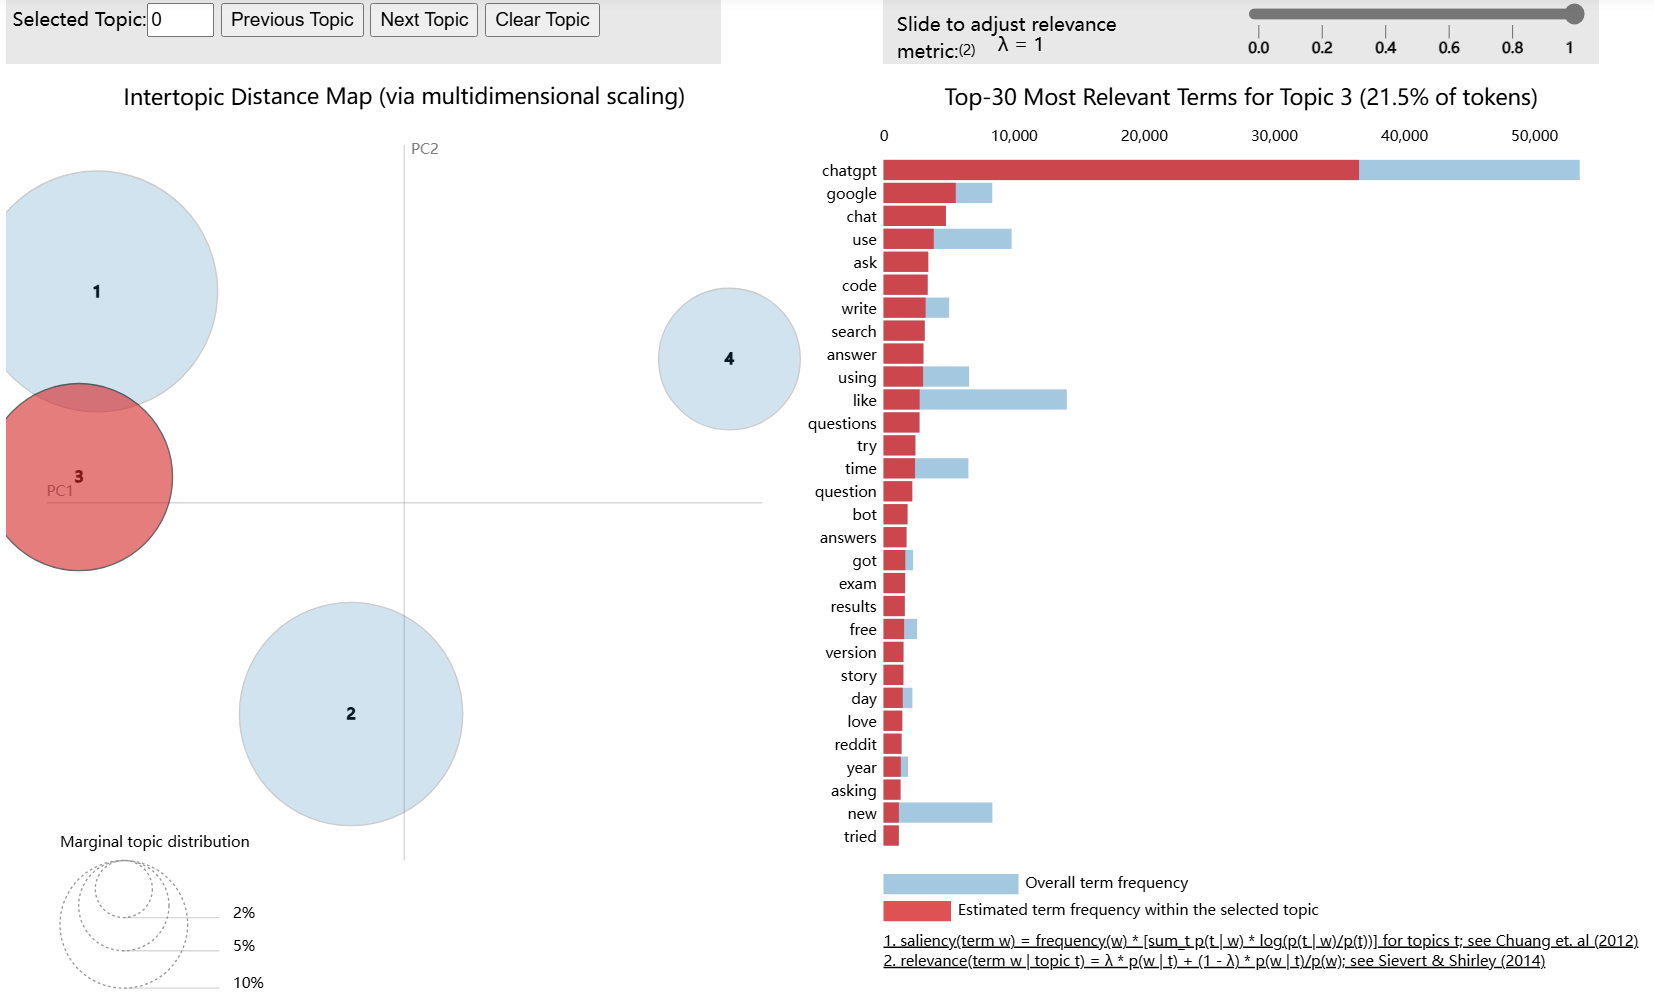 Selected Topic: 0 Previous Topic Next Topic Clear Topic
Slide to adjust relevance
metric:(2) λ = 1
0.0 0.2 0.4 0.6 0.8 1
Intertopic Distance Map (via multidimensional scaling)
PC2
1
4
3
PC1
2
Marginal topic distribution
2%
5%
10%
Top-30 Most Relevant Terms for Topic 3 (21.5% of tokens)
0 10,000 20,000 30,000 40,000 50,000
chatgpt
google
chat
use
ask
code
write
search
answer
using
like
questions
try
time
question
bot
answers
got
exam
results
free
version
story
day
love
reddit
year
asking
new
tried
Overall term frequency
Estimated term frequency within the selected topic
1. saliency(term w) = frequency(w) * [sum_t p(t | w) * log(p(t | w)/p(t))] for topics t; see Chuang et. al (2012)
2. relevance(term w | topic t) = λ * p(w | t) + (1 - λ) * p(w | t)/p(w); see Sievert & Shirley (2014)